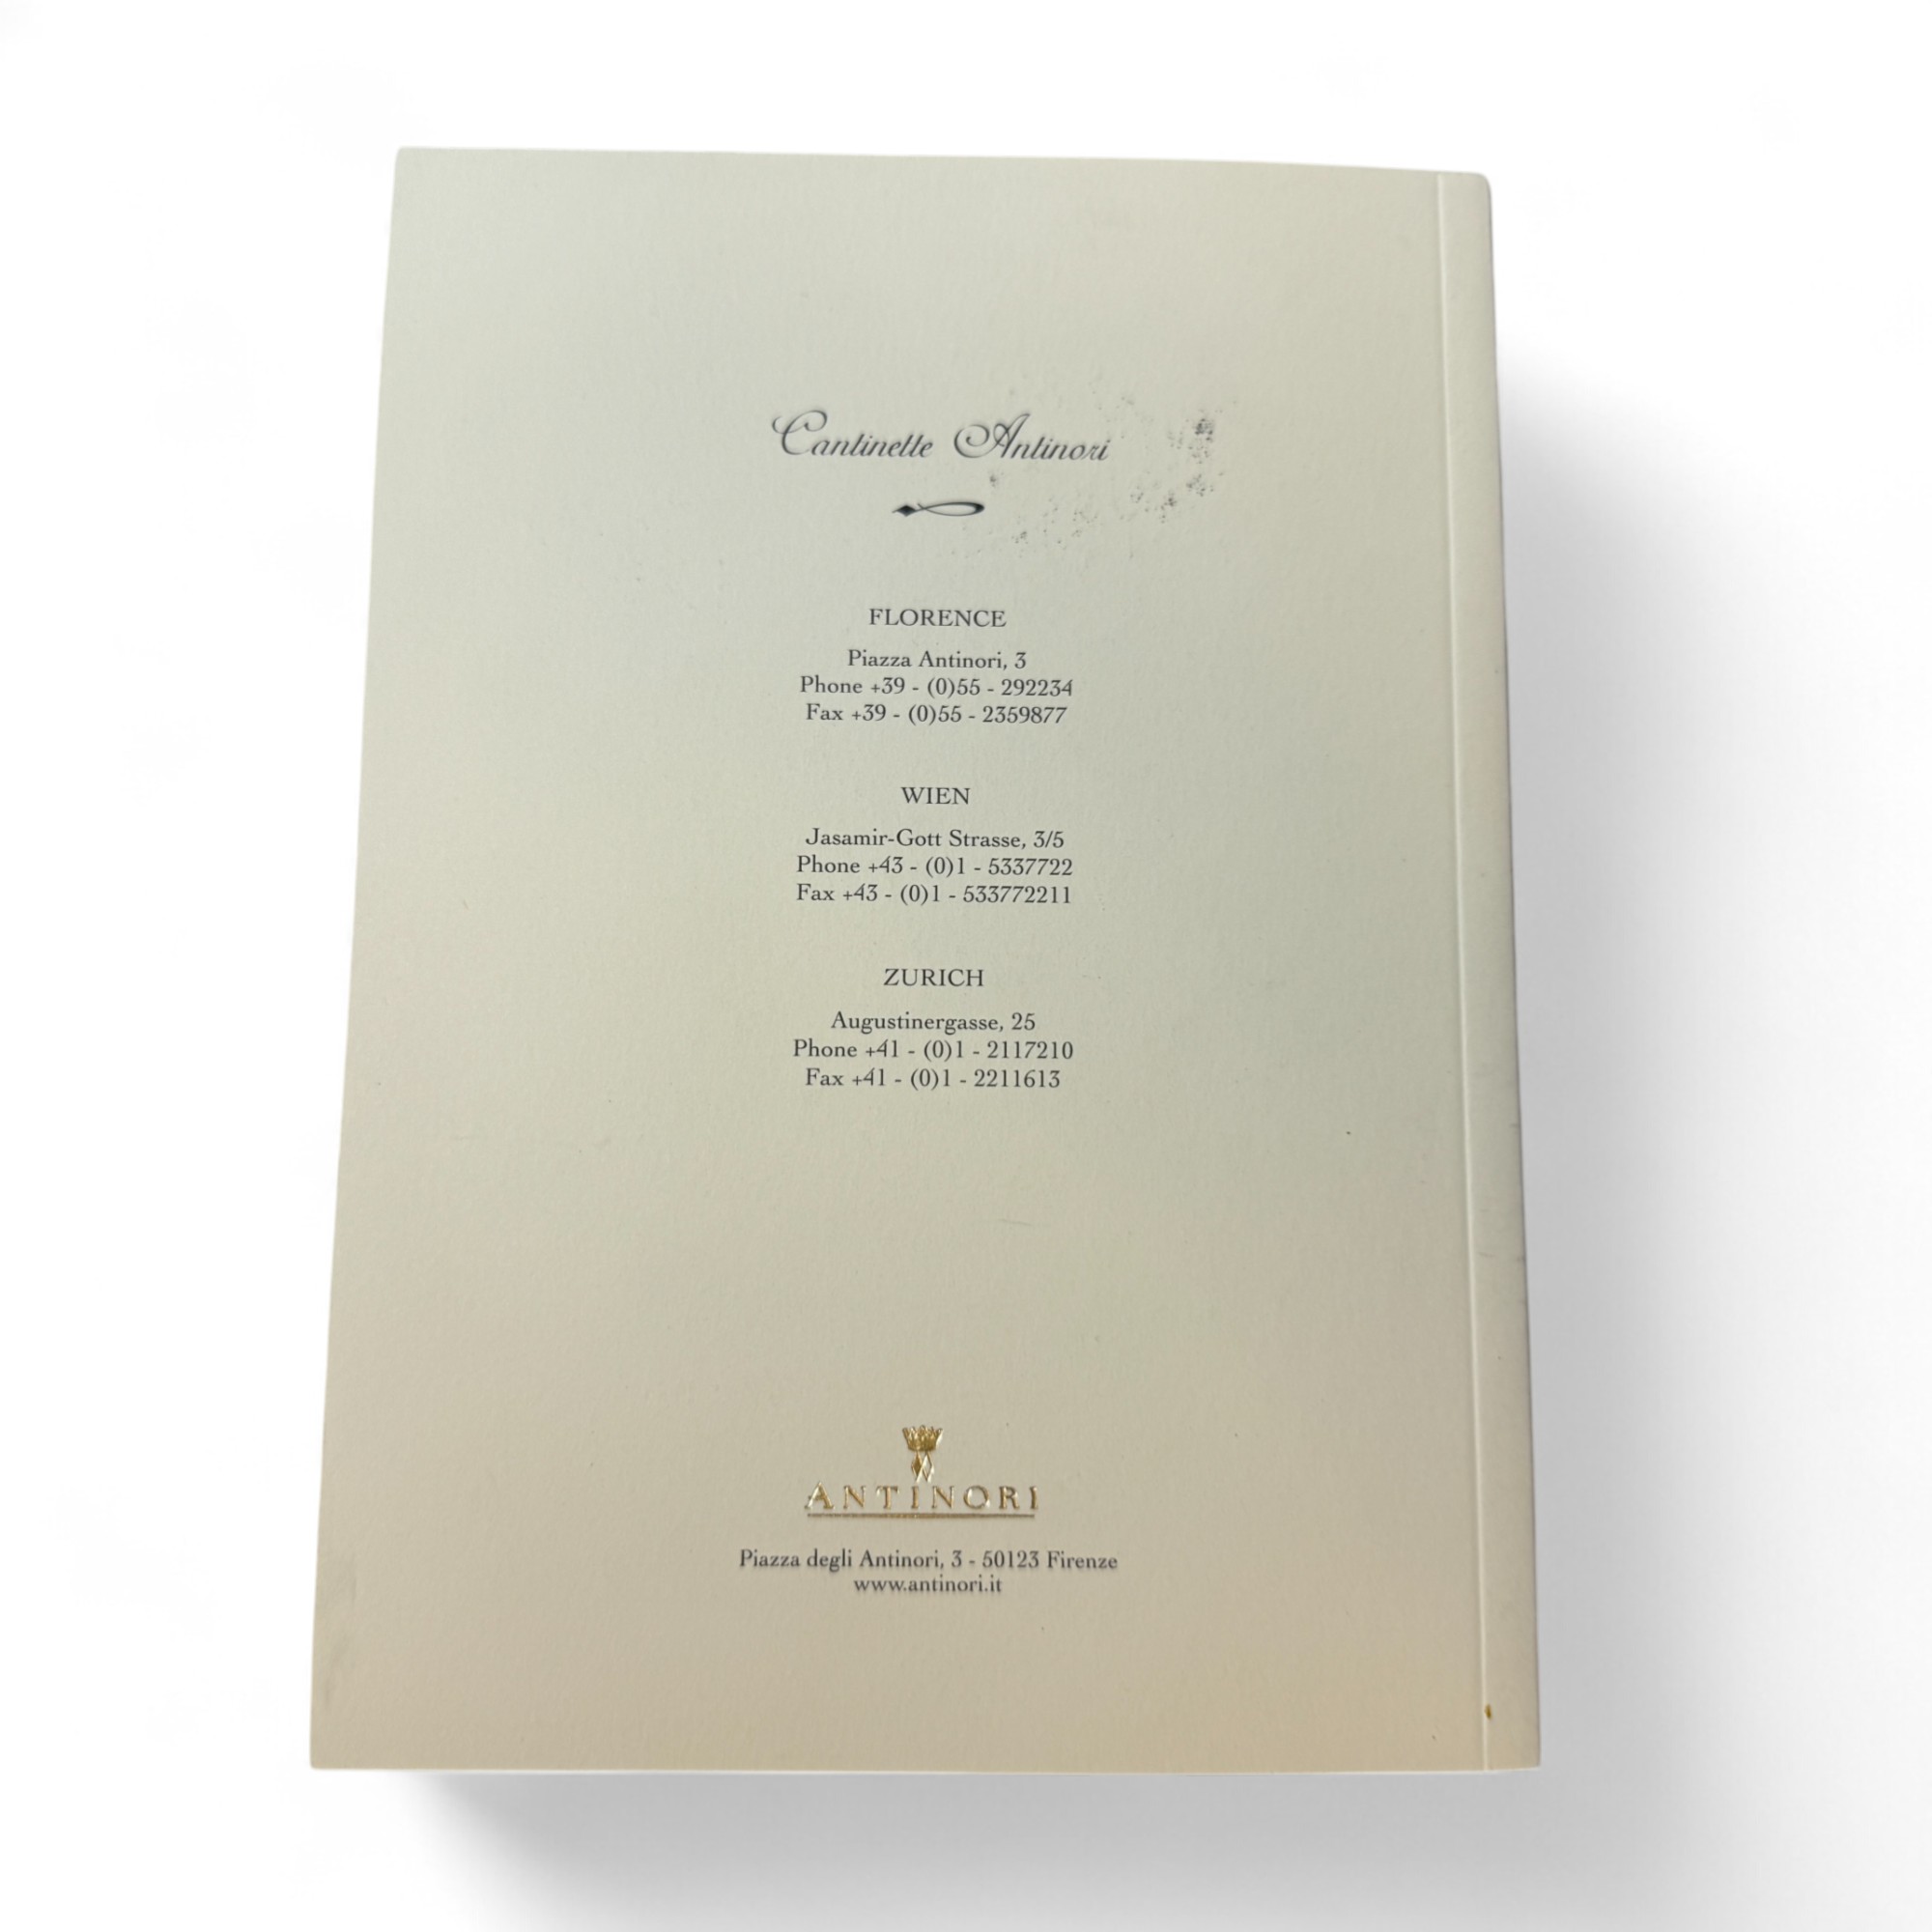 Cantinette Antinori
FLORENCE
Piazza Antinori, 3
Phone +39 - (0)55 - 292234
Fax +39 - (0)55 - 2359877
WIEN
Jasamir-Gott Strasse, 3/5
Phone +43 - (0)1 - 5337722
Fax +43 - (0)1 - 533772211
ZURICH
Augustinergasse, 25
Phone +41 - (0)1 - 2117210
Fax +41 - (0)1 - 2211613
ANTINORI
Piazza degli Antinori, 3 - 50123 Firenze
www.antinori.it